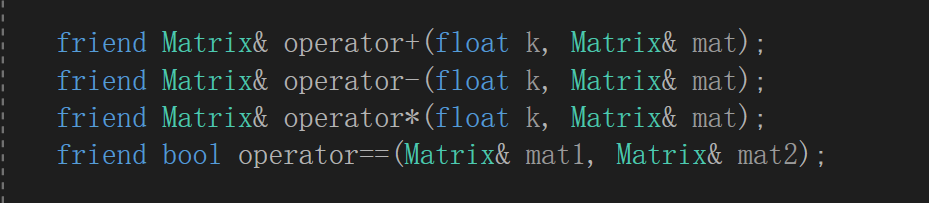 friend Matrix& operator+(float k, Matrix& mat);
friend Matrix& operator-(float k, Matrix& mat);
friend Matrix& operator*(float k, Matrix& mat);
friend bool operator==(Matrix& mat1, Matrix& mat2);